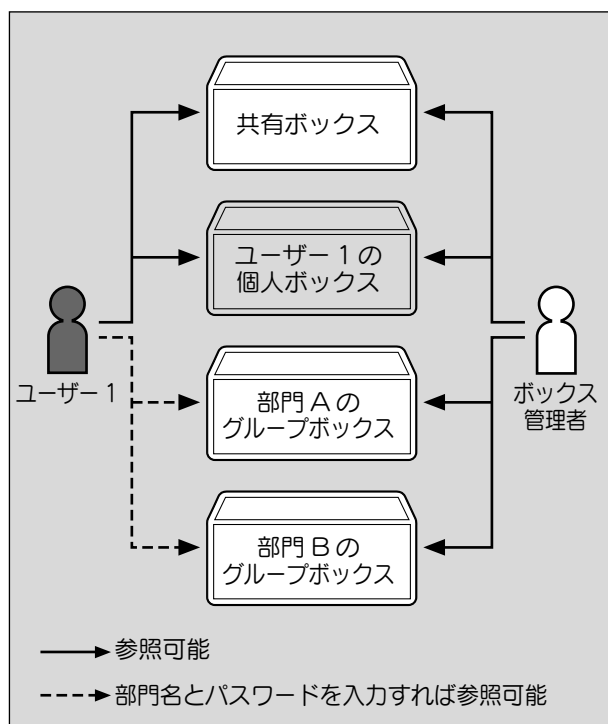 共有ボックス
ユーザー 1 の
個人ボックス
ユーザー 1
部門 A の
グループボックス
ボックス
管理者
部門 B の
グループボックス
参照可能
部門名とパスワードを入力すれば参照可能